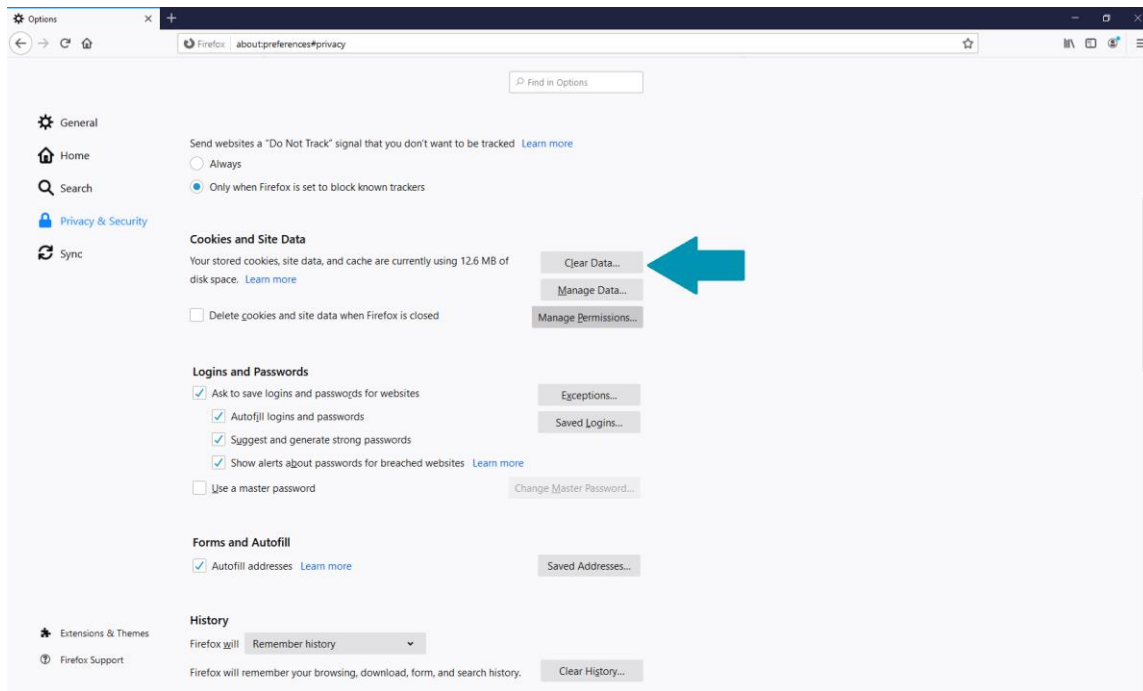 Options
Firefox about:preferences#privacy
Find in Options
General
Home
Search
Privacy & Security
Sync
Send websites a "Do Not Track" signal that you don't want to be tracked Learn more
Always
Only when Firefox is set to block known trackers
Cookies and Site Data
Your stored cookies, site data, and cache are currently using 12.6 MB of
disk space. Learn more
Clear Data...
Manage Data...
Delete cookies and site data when Firefox is closed
Manage Permissions...
Logins and Passwords
Ask to save logins and passwords for websites
Exceptions...
Autofill logins and passwords
Saved Logins...
Suggest and generate strong passwords
Show alerts about passwords for breached websites Learn more
Use a master password
Change Master Password...
Forms and Autofill
Autofill addresses Learn more
Saved Addresses...
History
Firefox will Remember history
Firefox will remember your browsing, download, form, and search history.
Clear History...
Extensions & Themes
Firefox Support